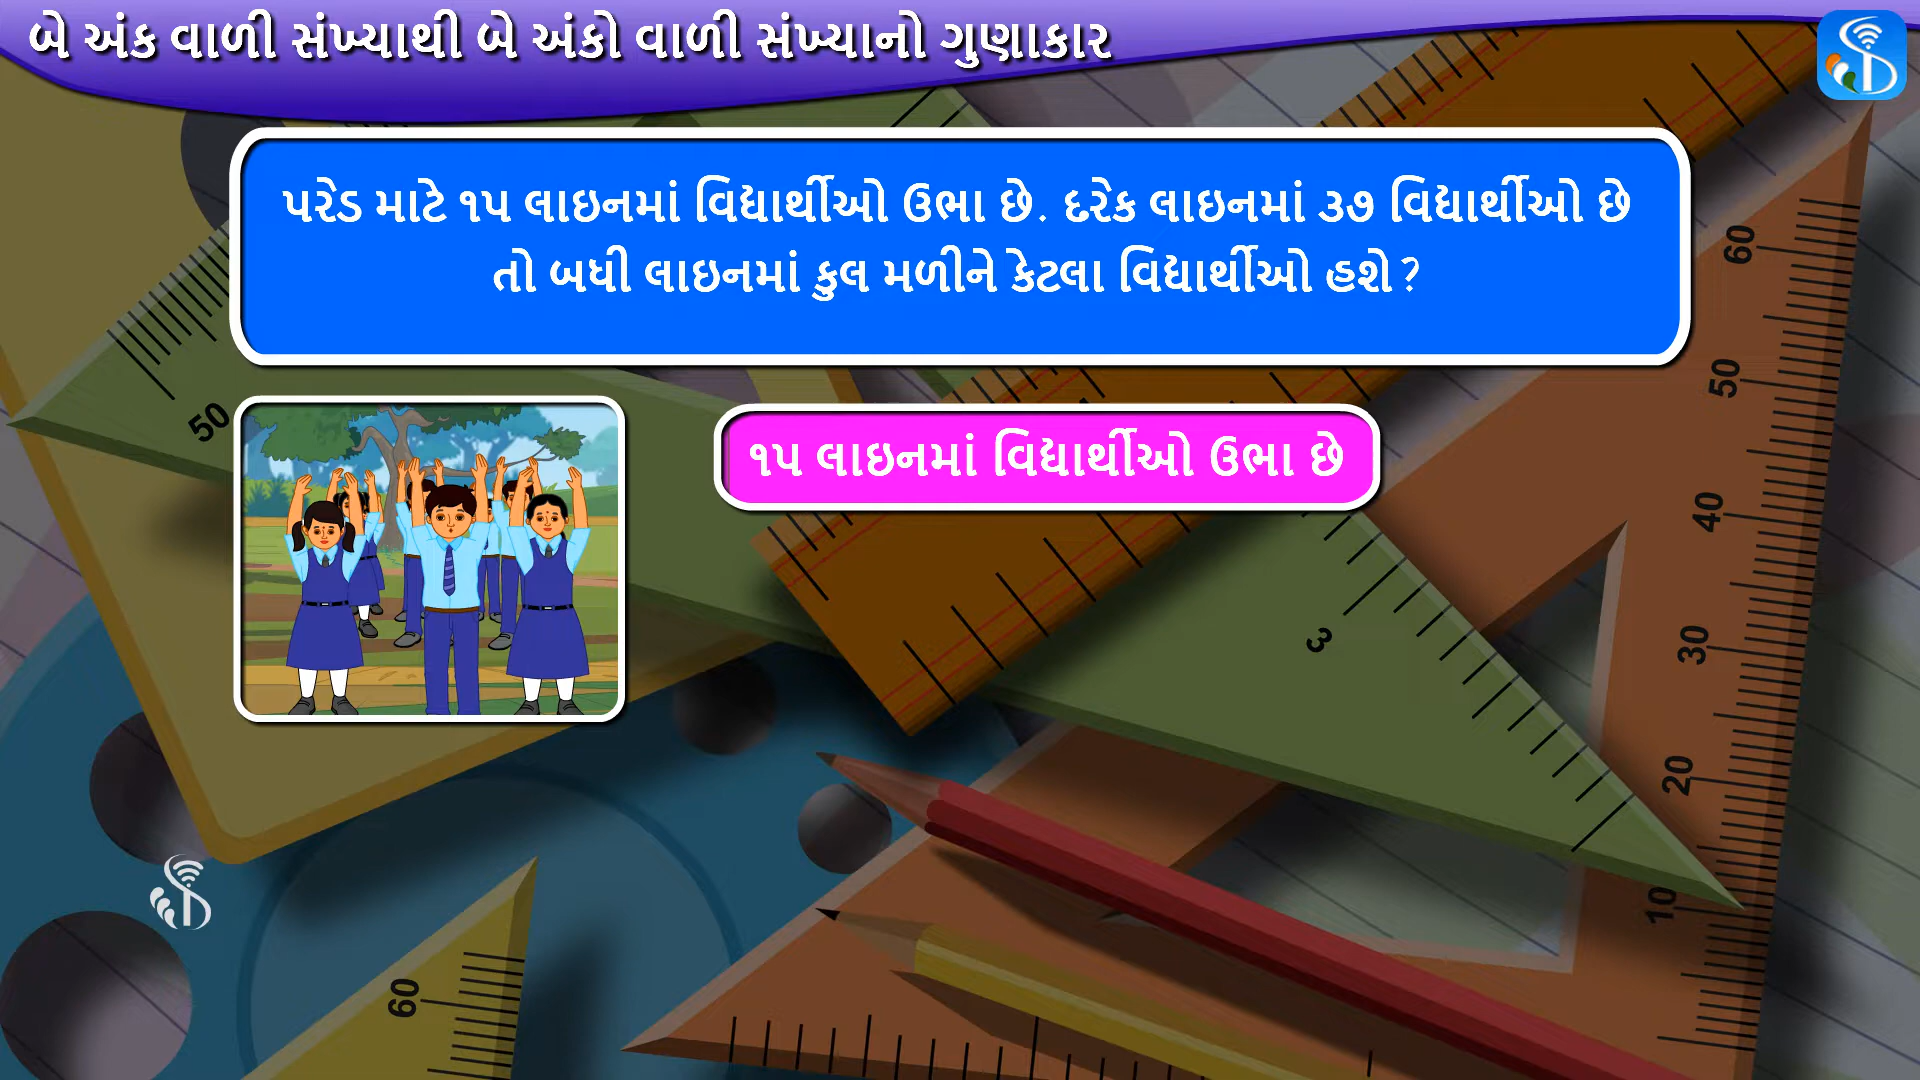 બે અંક વાળી સંખ્યાથી બે અંકો વાળી સંખ્યાનો ગુણાકાર
પરેડ માટે ૧૫ લાઇનમાં વિદ્યાર્થીઓ ઉભા છે. દરેક લાઇનમાં ૩૭ વિદ્યાર્થીઓ છે
તો બધી લાઇનમાં કુલ મળીને કેટલા વિદ્યાર્થીઓ હશે?
૧૫ લાઇનમાં વિદ્યાર્થીઓ ઉભા છે
50
60
50
40
3
30
20
10
60